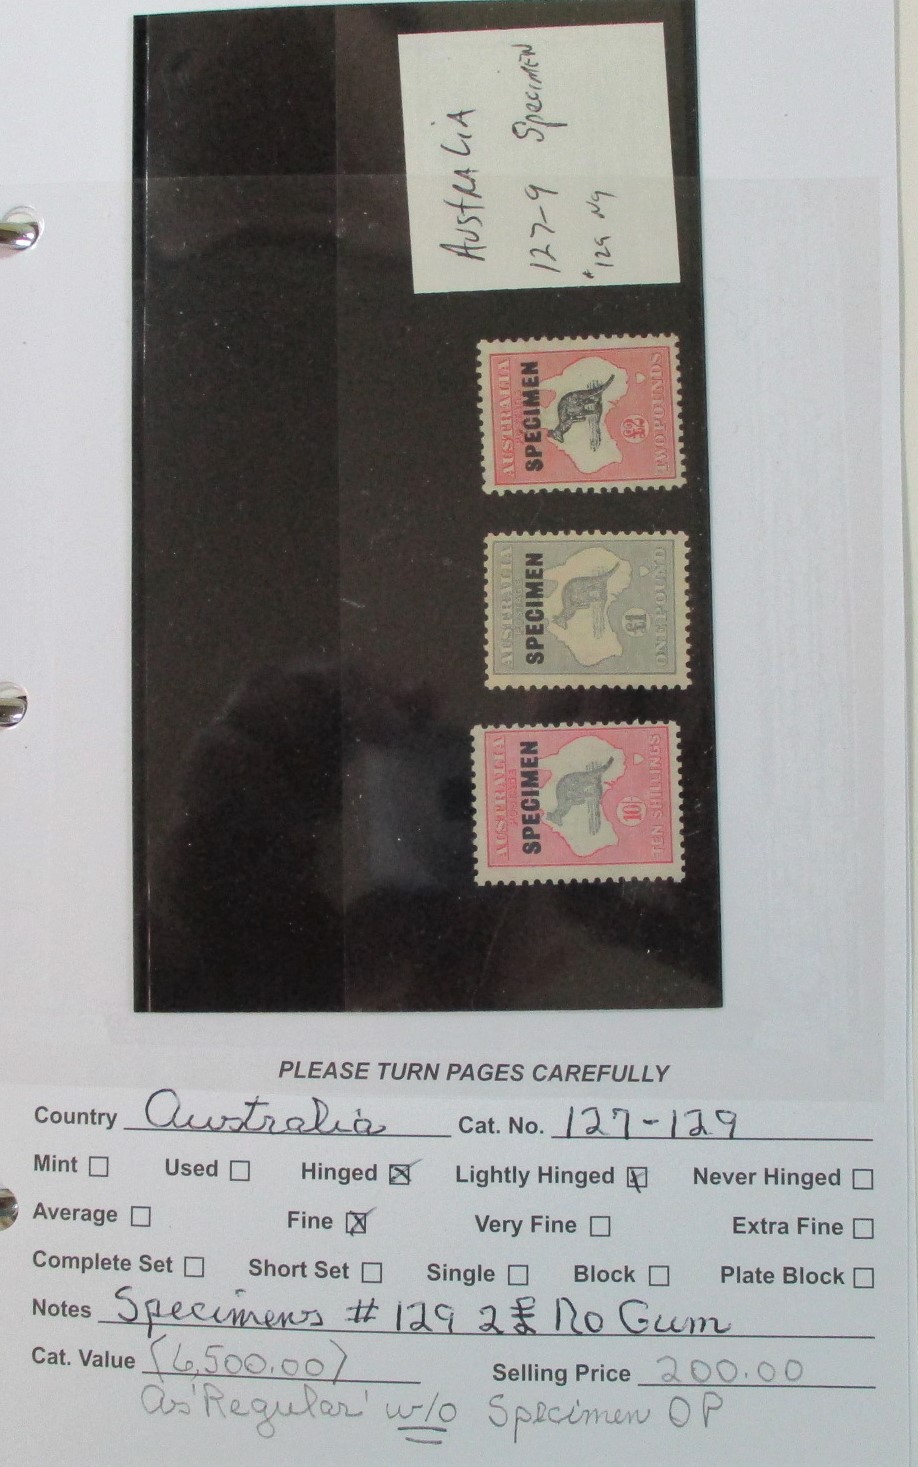 AUSTRALIA
127-9 SPECIMEN
*129 NG
AUSTRALIA
SPECIMEN
£2
TWO POUNDS
AUSTRALIA
SPECIMEN
£1
ONE POUND
AUSTRALIA
SPECIMEN
10/-
TEN SHILLINGS
PLEASE TURN PAGES CAREFULLY
Country Australia Cat. No. 127-129
Mint Used Hinged Lightly Hinged Never Hinged
Average Fine Very Fine Extra Fine
Complete Set Short Set Single Block Plate Block
Notes Specimens # 129 2£ No Gum
Cat. Value (6,500.00) Selling Price 200.00
As 'Regular' w/o Specimen OP